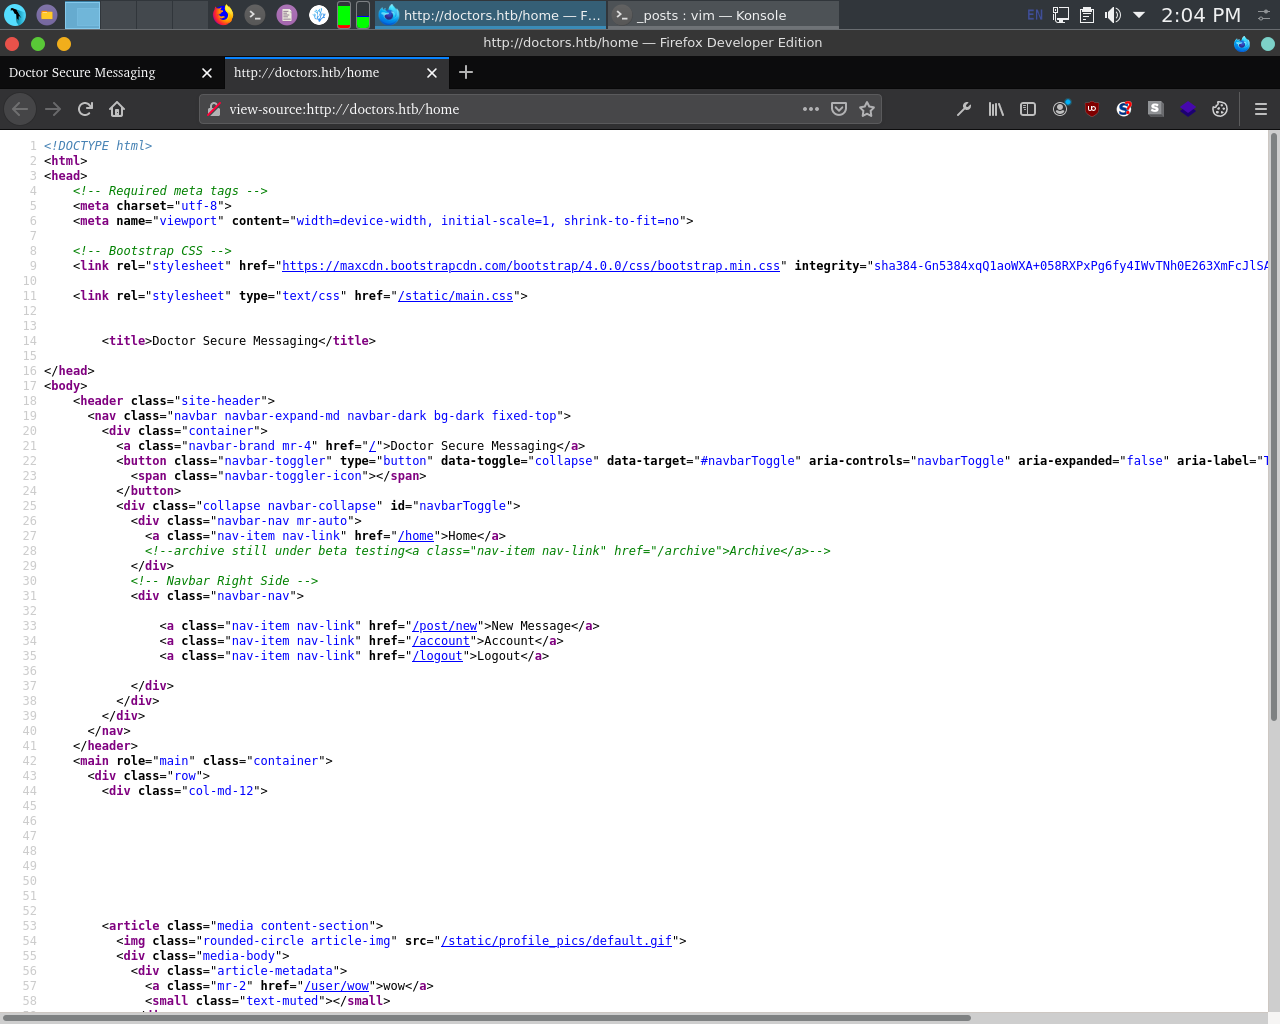 http://doctors.htb/home — F...
_posts : vim — Konsole
EN
2:04 PM
http://doctors.htb/home — Firefox Developer Edition
Doctor Secure Messaging
http://doctors.htb/home
view-source:http://doctors.htb/home
1 <!DOCTYPE html>
2 <html>
3 <head>
4 <!-- Required meta tags -->
5 <meta charset="utf-8">
6 <meta name="viewport" content="width=device-width, initial-scale=1, shrink-to-fit=no">
7
8 <!-- Bootstrap CSS -->
9 <link rel="stylesheet" href="https://maxcdn.bootstrapcdn.com/bootstrap/4.0.0/css/bootstrap.min.css" integrity="sha384-Gn5384xqQ1aoWXA+058RXPxPg6fy4IWvTNh0E263XmFcJlSA
10
11 <link rel="stylesheet" type="text/css" href="/static/main.css">
12
13
14 <title>Doctor Secure Messaging</title>
15
16 </head>
17 <body>
18 <header class="site-header">
19 <nav class="navbar navbar-expand-md navbar-dark bg-dark fixed-top">
20 <div class="container">
21 <a class="navbar-brand mr-4" href="/">Doctor Secure Messaging</a>
22 <button class="navbar-toggler" type="button" data-toggle="collapse" data-target="#navbarToggle" aria-controls="navbarToggle" aria-expanded="false" aria-label="T
23 <span class="navbar-toggler-icon"></span>
24 </button>
25 <div class="collapse navbar-collapse" id="navbarToggle">
26 <div class="navbar-nav mr-auto">
27 <a class="nav-item nav-link" href="/home">Home</a>
28 <!--archive still under beta testing<a class="nav-item nav-link" href="/archive">Archive</a>-->
29 </div>
30 <!-- Navbar Right Side -->
31 <div class="navbar-nav">
32
33 <a class="nav-item nav-link" href="/post/new">New Message</a>
34 <a class="nav-item nav-link" href="/account">Account</a>
35 <a class="nav-item nav-link" href="/logout">Logout</a>
36
37 </div>
38 </div>
39 </div>
40 </nav>
41 </header>
42 <main role="main" class="container">
43 <div class="row">
44 <div class="col-md-12">
45
46
47
48
49
50
51
52
53 <article class="media content-section">
54 <img class="rounded-circle article-img" src="/static/profile_pics/default.gif">
55 <div class="media-body">
56 <div class="article-metadata">
57 <a class="mr-2" href="/user/wow">wow</a>
58 <small class="text-muted"></small>